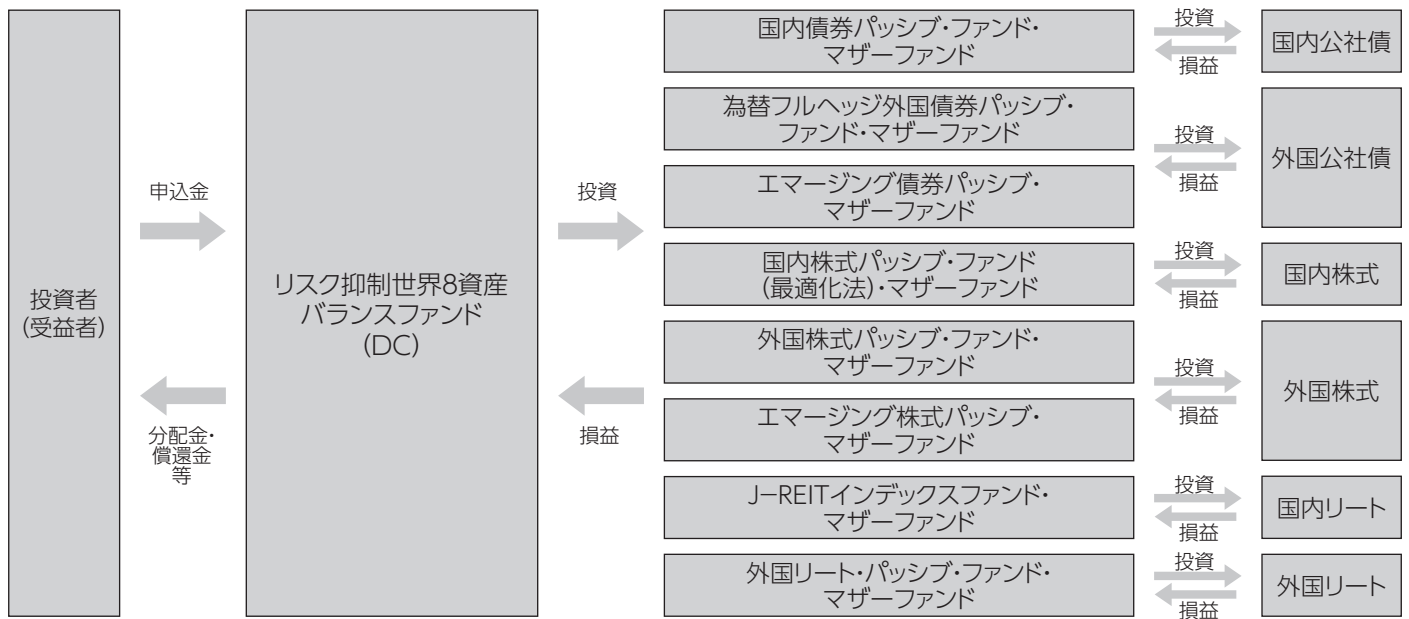 投資者
(受益者)
申込金
分配金・
償還金
等
リスク抑制世界8資産
バランスファンド
(DC)
投資
損益
国内債券パッシブ・ファンド・
マザーファンド
投資
損益
国内公社債
為替フルヘッジ外国債券パッシブ・
ファンド・マザーファンド
エマージング債券パッシブ・
マザーファンド
投資
損益
外国公社債
国内株式パッシブ・ファンド
(最適化法)・マザーファンド
投資
損益
国内株式
外国株式パッシブ・ファンド・
マザーファンド
エマージング株式パッシブ・
マザーファンド
投資
損益
外国株式
J-REITインデックスファンド・
マザーファンド
投資
損益
国内リート
外国リート・パッシブ・ファンド・
マザーファンド
投資
損益
外国リート